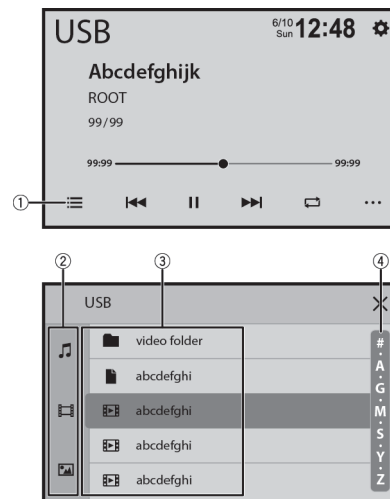 USB
6/10
Sun 12:48
Abcdefghijk
ROOT
99/99
99:99 99:99
①
② ③ ④
USB
video folder
abcdefghi
abcdefghi
abcdefghi
abcdefghi
#
A
G
M
S
Y
Z